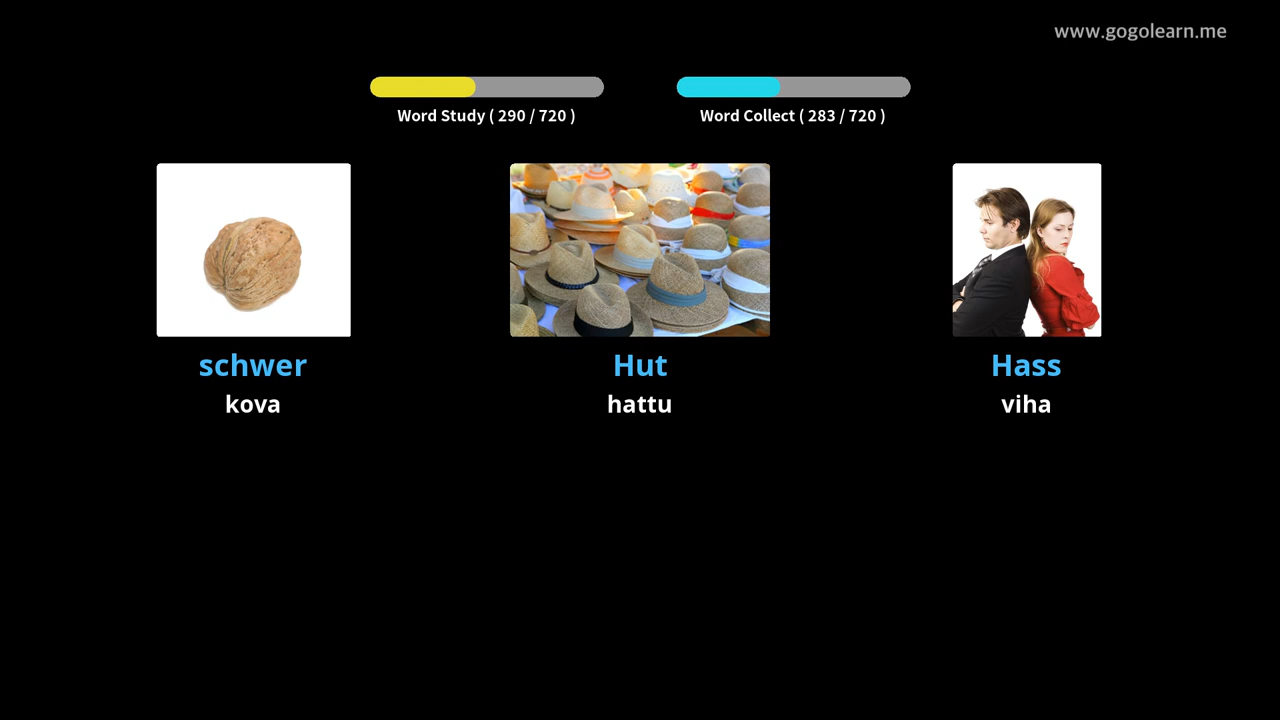 www.gogolearn.me
Word Study ( 290 / 720 )
Word Collect ( 283 / 720 )
schwer
kova
Hut
hattu
Hass
viha